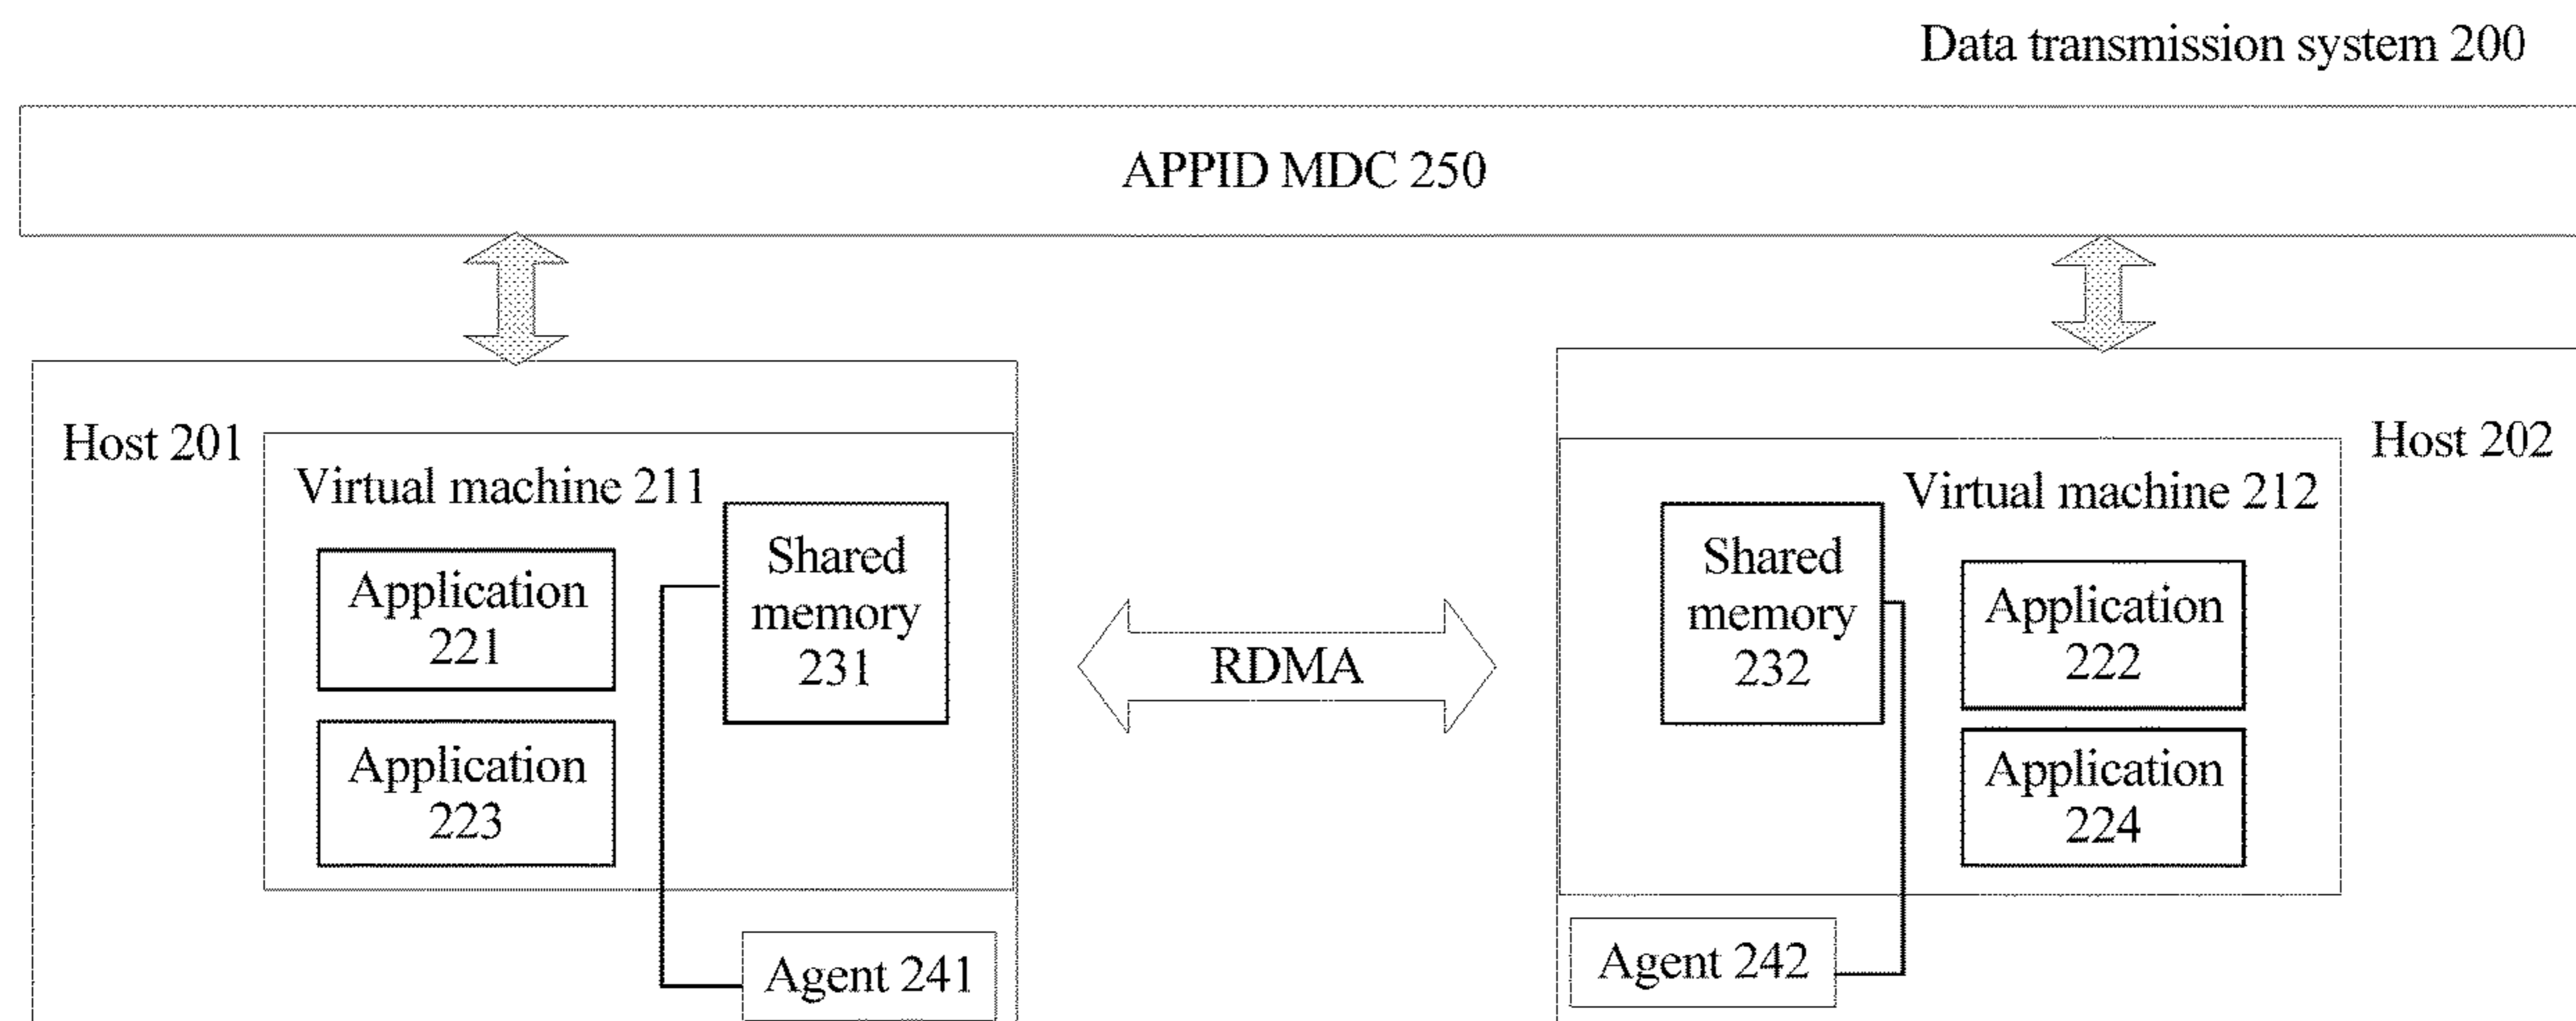 Data transmission system 200
APPID MDC 250
Host 201
Virtual machine 211
Application
221
Application
223
Shared
memory
231
Agent 241
RDMA
Host 202
Virtual machine 212
Shared
memory
232
Application
222
Application
224
Agent 242